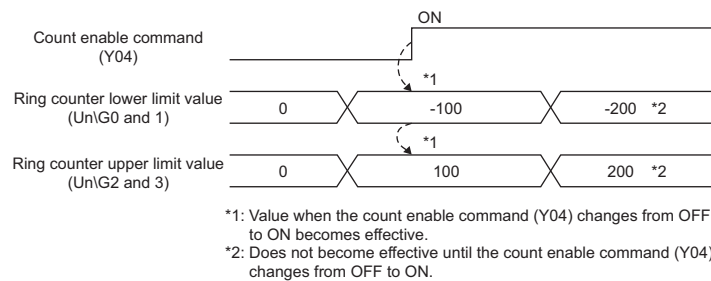 ON
Count enable command
(Y04)
*1
Ring counter lower limit value
(Un\G0 and 1)
0
-100
-200 *2
*1
Ring counter upper limit value
(Un\G2 and 3)
0
100
200 *2
*1: Value when the count enable command (Y04) changes from OFF
to ON becomes effective.
*2: Does not become effective until the count enable command (Y04)
changes from OFF to ON.